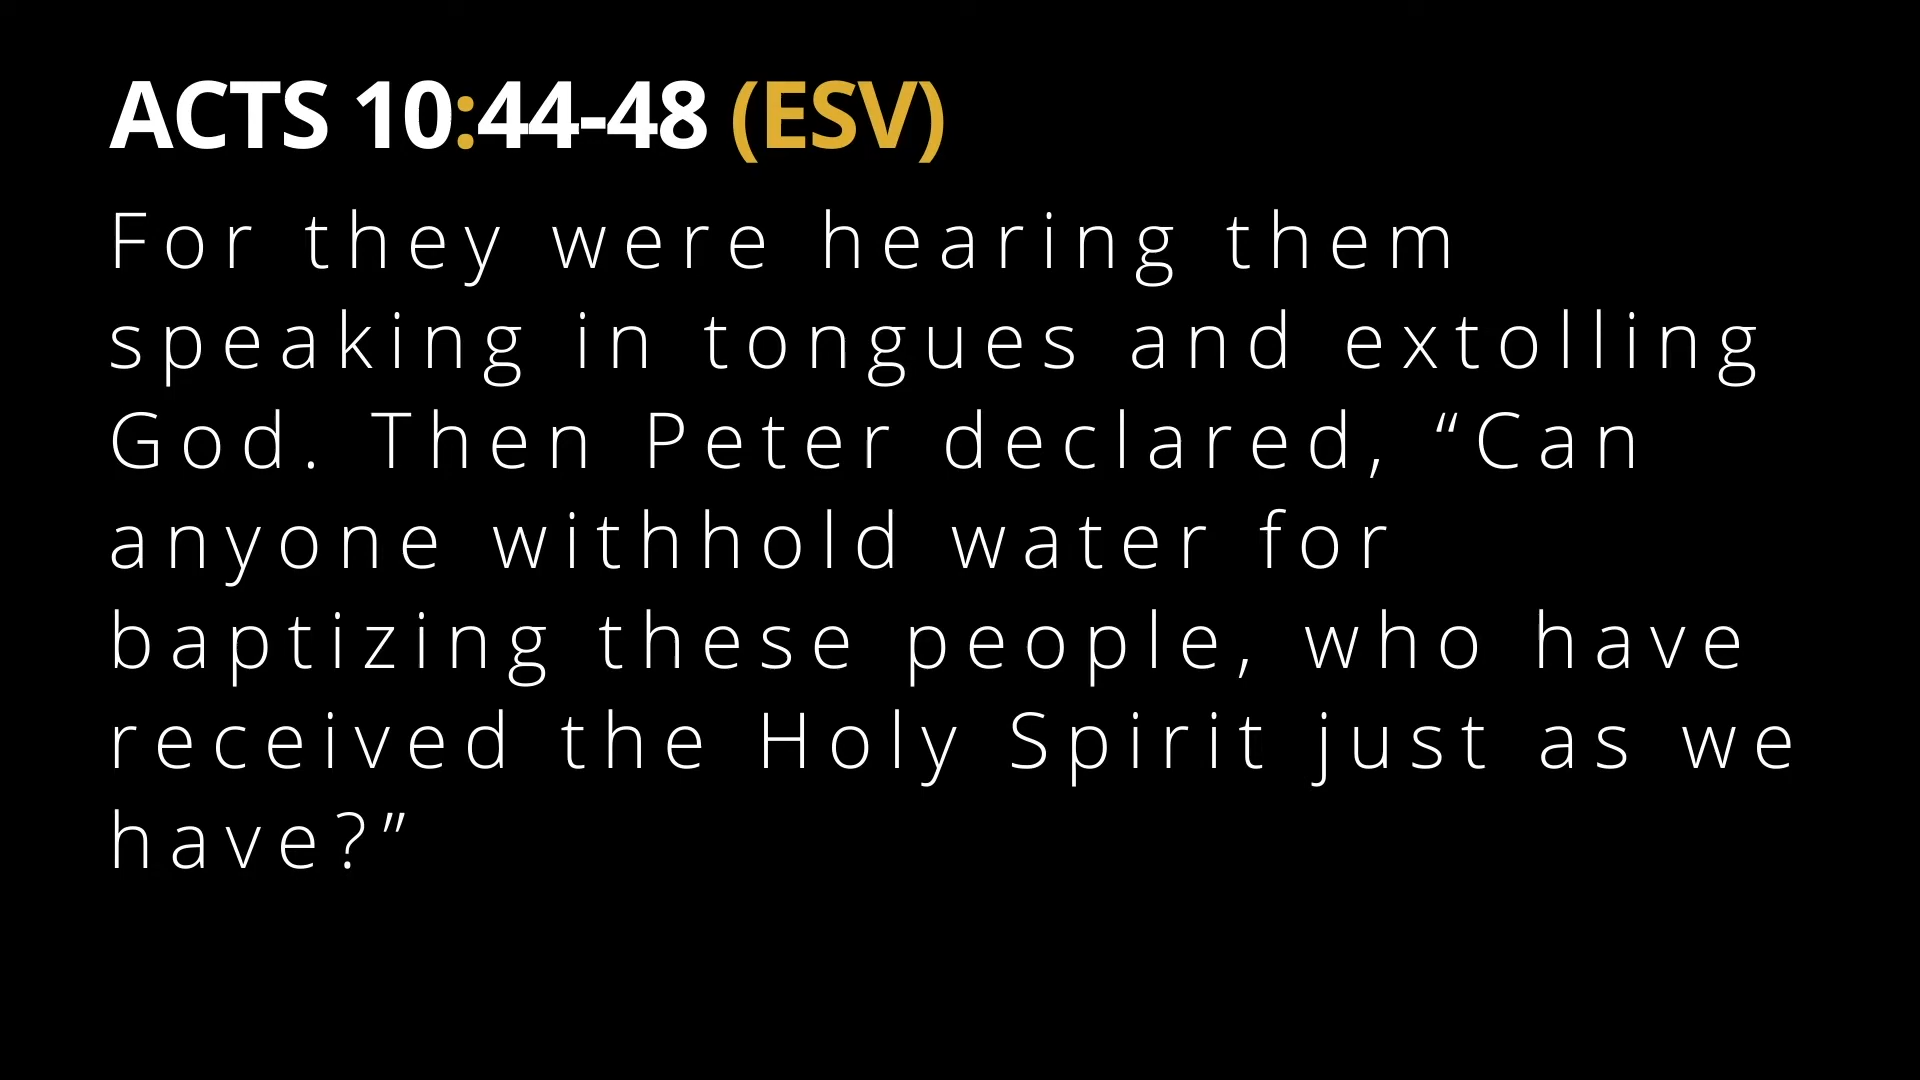 ACTS 10:44-48 (ESV)
For they were hearing them
speaking in tongues and extolling
God. Then Peter declared, “Can
anyone withhold water for
baptizing these people, who have
received the Holy Spirit just as we
have?”